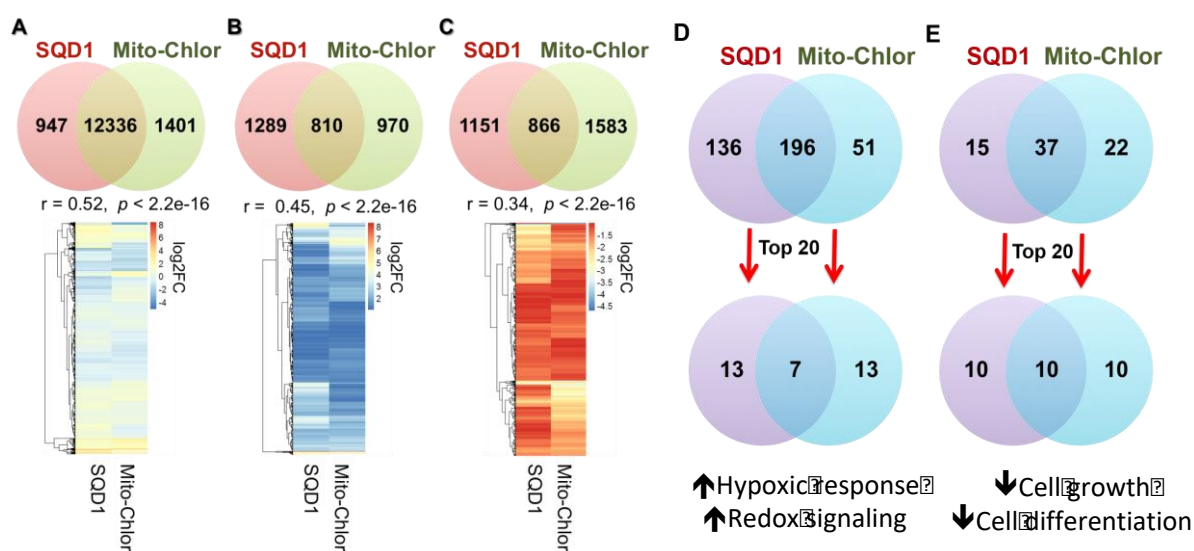 A
SQD1 Mito-Chlor
947 12336 1401
r = 0.52, p < 2.2e-16
8
6
4
2
0
-2
-4
log2FC
SQD1
Mito-Chlor
B
SQD1 Mito-Chlor
1289 810 970
r = 0.45, p < 2.2e-16
8
7
6
5
4
3
2
log2FC
SQD1
Mito-Chlor
C
SQD1 Mito-Chlor
1151 866 1583
r = 0.34, p < 2.2e-16
-1.5
-2
-2.5
-3
-3.5
-4
-4.5
log2FC
SQD1
Mito-Chlor
D
SQD1 Mito-Chlor
136 196 51
Top 20
13 7 13
↑Hypoxic response
↑Redox signaling
E
SQD1 Mito-Chlor
15 37 22
Top 20
10 10 10
↓Cell growth
↓Cell differentiation